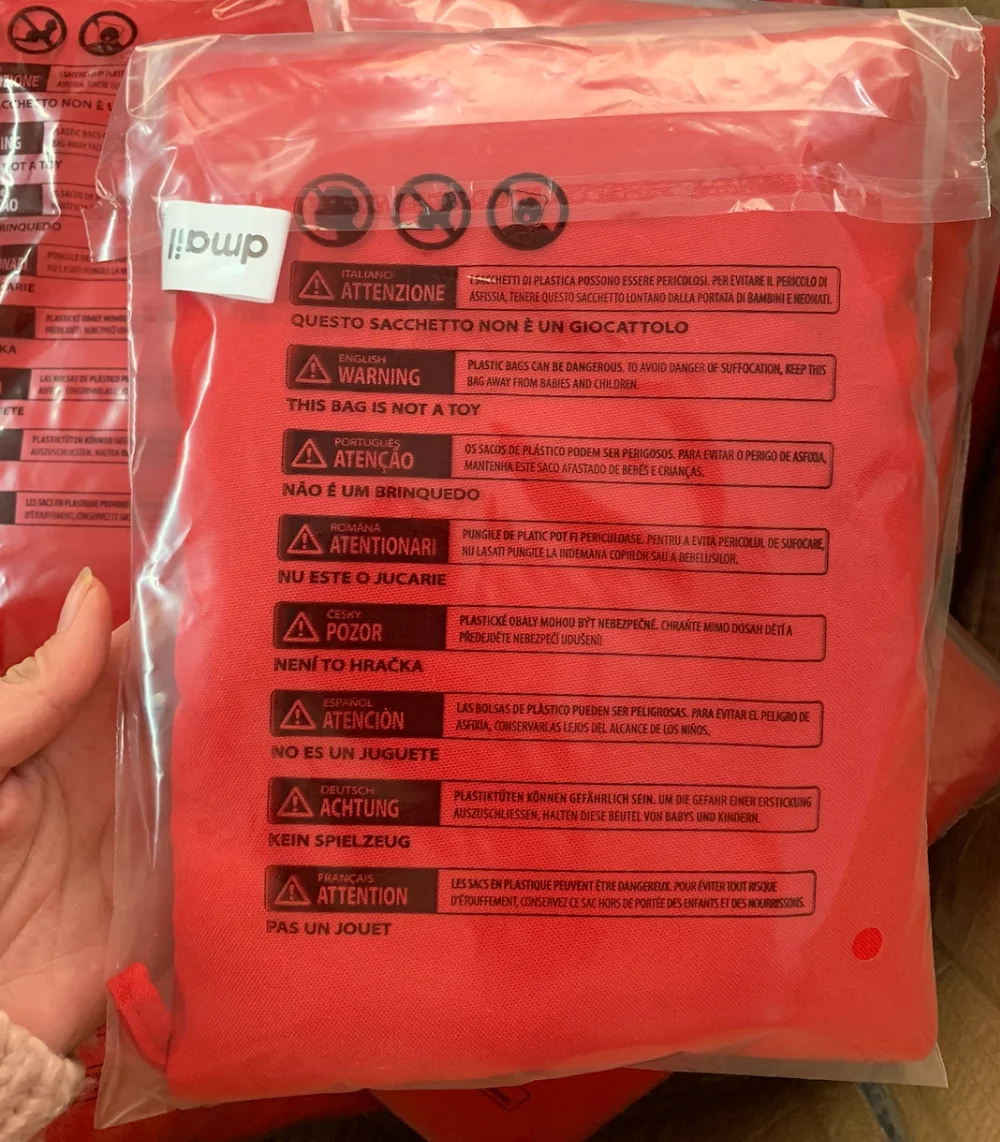 dmail
ITALIANO
ATTENZIONE
I SACCHETTI DI PLASTICA POSSONO ESSERE PERICOLOSI. PER EVITARE IL PERICOLO DI
ASFISSIA, TENERE QUESTO SACCHETTO LONTANO DALLA PORTATA DI BAMBINI E NEONATI.
QUESTO SACCHETTO NON È UN GIOCATTOLO
ENGLISH
WARNING
PLASTIC BAGS CAN BE DANGEROUS. TO AVOID DANGER OF SUFFOCATION, KEEP THIS
BAG AWAY FROM BABIES AND CHILDREN.
THIS BAG IS NOT A TOY
PORTUGUÊS
ATENÇÃO
OS SACOS DE PLÁSTICO PODEM SER PERIGOSOS. PARA EVITAR O PERIGO DE ASFIXIA,
MANTENHA ESTE SACO AFASTADO DE BEBÉS E CRIANÇAS.
NÃO É UM BRINQUEDO
ROMÂNĂ
ATENTIONARI
PUNGILE DE PLATIC POT FI PERICULOASE. PENTRU A EVITA PERICOLUL DE SUFOCARE,
NU LASATI PUNGILE LA INDEMANA COPIILOR SAU A BEBELUSILOR.
NU ESTE O JUCARIE
ČESKY
POZOR
PLASTICKÉ OBALY MOHOU BÝT NEBEZPEČNÉ. CHRAŇTE MIMO DOSAH DĚTÍ A
PŘEDEJDĚTE NEBEZPEČÍ UDUŠENÍ!
NENÍ TO HRAČKA
ESPAÑOL
ATENCIÒN
LAS BOLSAS DE PLÁSTICO PUEDEN SER PELIGROSAS. PARA EVITAR EL PELIGRO DE
ASFIXIA, CONSERVARLAS LEJOS DEL ALCANCE DE LOS NIÑOS.
NO ES UN JUGUETE
DEUTSCH
ACHTUNG
PLASTIKTÜTEN KÖNNEN GEFÄHRLICH SEIN. UM DIE GEFAHR EINER ERSTICKUNG
AUSZUSCHLIESSEN, HALTEN DIESE BEUTEL VON BABYS UND KINDERN.
KEIN SPIELZEUG
FRANÇAIS
ATTENTION
LES SACS EN PLASTIQUE PEUVENT ÊTRE DANGEREUX. POUR ÉVITER TOUT RISQUE
D'ÉTOUFFEMENT, CONSERVEZ CE SAC HORS DE PORTÉE DES ENFANTS ET DES NOURRISSONS.
PAS UN JOUET